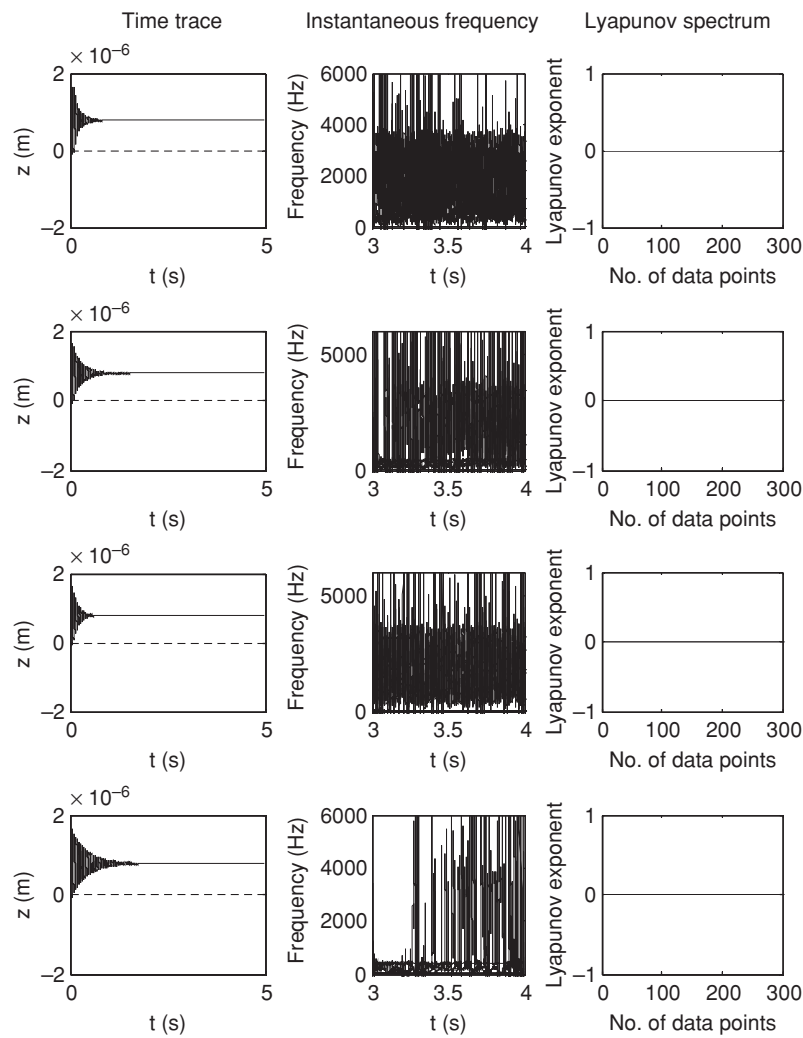 Time trace Instantaneous frequency Lyapunov spectrum
× 10⁻⁶
2
0
−2
z (m)
0 5
t (s)
6000
4000
2000
0
Frequency (Hz)
3 3.5 4
t (s)
1
0
−1
Lyapunov exponent
0 100 200 300
No. of data points
× 10⁻⁶
2
0
−2
z (m)
0 5
t (s)
5000
0
Frequency (Hz)
3 3.5 4
t (s)
1
0
−1
Lyapunov exponent
0 100 200 300
No. of data points
× 10⁻⁶
2
0
−2
z (m)
0 5
t (s)
5000
0
Frequency (Hz)
3 3.5 4
t (s)
1
0
−1
Lyapunov exponent
0 100 200 300
No. of data points
× 10⁻⁶
2
0
−2
z (m)
0 5
t (s)
6000
4000
2000
0
Frequency (Hz)
3 3.5 4
t (s)
1
0
−1
Lyapunov exponent
0 100 200 300
No. of data points